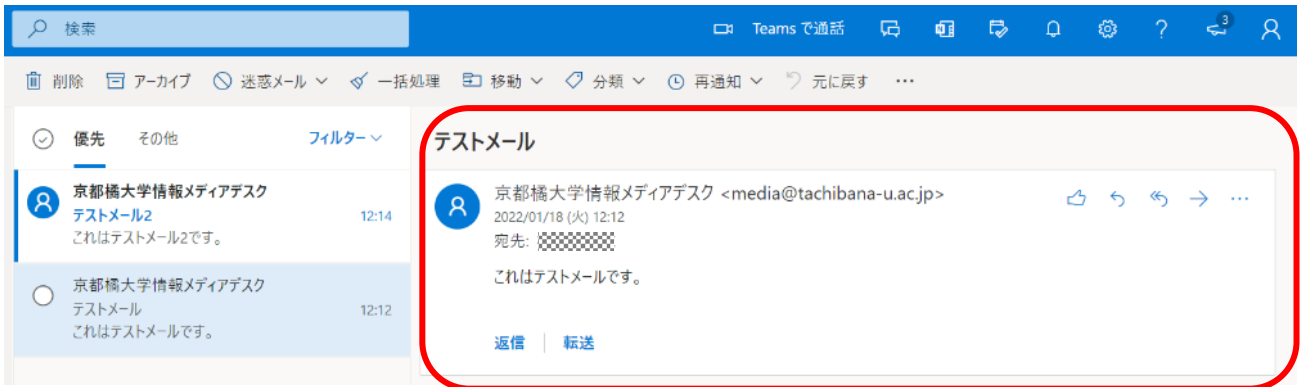 検索
Teams で通話
3
削除 アーカイブ 迷惑メール 一括処理 移動 分類 再通知 元に戻す ...
優先 その他 フィルター
京都橘大学情報メディアデスク
テストメール2 12:14
これはテストメール2です。
京都橘大学情報メディアデスク
テストメール 12:12
これはテストメールです。
テストメール
京都橘大学情報メディアデスク <media@tachibana-u.ac.jp>
2022/01/18 (火) 12:12
宛先:
これはテストメールです。
返信 | 転送